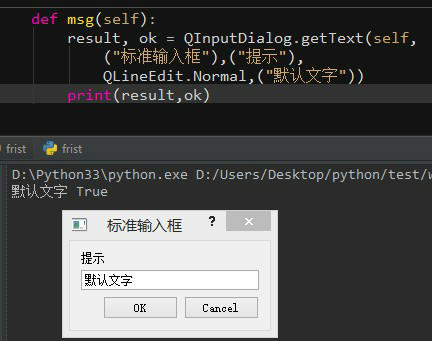 def msg(self):
result, ok = QInputDialog.getText(self,
("标准输入框"),("提示"),
QLineEdit.Normal,("默认文字"))
print(result,ok)
frist frist
D:\Python33\python.exe D:/Users/Desktop/python/test/
默认文字 True
标准输入框 ? ×
提示
默认文字
OK Cancel